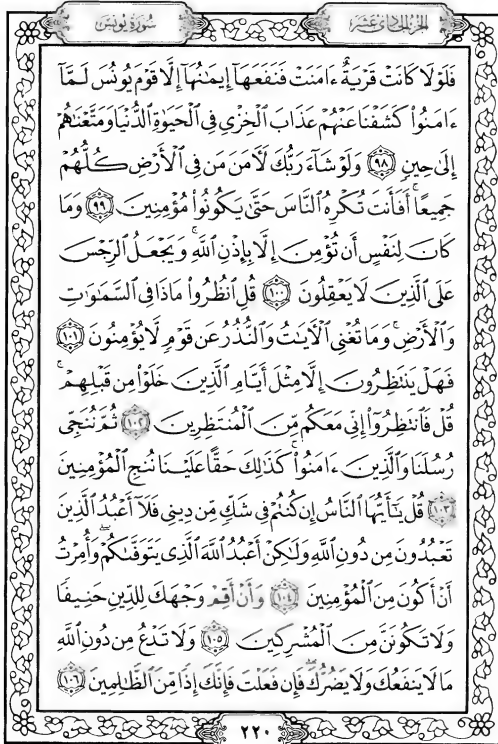 سُورَةُ يُونُسَ
الجزء الحادي عشر
فَلَوْلَا كَانَتْ قَرْيَةٌ ءَامَنَتْ فَنَفَعَهَآ إِيمَٰنُهَآ إِلَّا قَوْمَ يُونُسَ لَمَّآ
ءَامَنُوا۟ كَشَفْنَا عَنْهُمْ عَذَابَ ٱلْخِزْىِ فِى ٱلْحَيَوٰةِ ٱلدُّنْيَا وَمَتَّعْنَٰهُمْ
إِلَىٰ حِينٍ ٩٨ وَلَوْ شَآءَ رَبُّكَ لَءَامَنَ مَن فِى ٱلْأَرْضِ كُلُّهُمْ
جَمِيعًا ۚ أَفَأَنتَ تُكْرِهُ ٱلنَّاسَ حَتَّىٰ يَكُونُوا۟ مُؤْمِنِينَ ٩٩ وَمَا
كَانَ لِنَفْسٍ أَن تُؤْمِنَ إِلَّا بِإِذْنِ ٱللَّهِ ۚ وَيَجْعَلُ ٱلرِّجْسَ
عَلَى ٱلَّذِينَ لَا يَعْقِلُونَ ١٠٠ قُلِ ٱنظُرُوا۟ مَاذَا فِى ٱلسَّمَٰوَٰتِ
وَٱلْأَرْضِ ۚ وَمَا تُغْنِى ٱلْءَايَٰتُ وَٱلنُّذُرُ عَن قَوْمٍ لَّا يُؤْمِنُونَ ١٠١
فَهَلْ يَنتَظِرُونَ إِلَّا مِثْلَ أَيَّامِ ٱلَّذِينَ خَلَوْا۟ مِن قَبْلِهِمْ ۚ
قُلْ فَٱنتَظِرُوٓا۟ إِنِّى مَعَكُم مِّنَ ٱلْمُنتَظِرِينَ ١٠٢ ثُمَّ نُنَجِّى
رُسُلَنَا وَٱلَّذِينَ ءَامَنُوا۟ ۚ كَذَٰلِكَ حَقًّا عَلَيْنَا نُنجِ ٱلْمُؤْمِنِينَ
١٠٣ قُلْ يَٰٓأَيُّهَا ٱلنَّاسُ إِن كُنتُمْ فِى شَكٍّ مِّن دِينِى فَلَآ أَعْبُدُ ٱلَّذِينَ
تَعْبُدُونَ مِن دُونِ ٱللَّهِ وَلَٰكِنْ أَعْبُدُ ٱللَّهَ ٱلَّذِى يَتَوَفَّىٰكُمْ ۖ وَأُمِرْتُ
أَنْ أَكُونَ مِنَ ٱلْمُؤْمِنِينَ ١٠٤ وَأَنْ أَقِمْ وَجْهَكَ لِلدِّينِ حَنِيفًا
وَلَا تَكُونَنَّ مِنَ ٱلْمُشْرِكِينَ ١٠٥ وَلَا تَدْعُ مِن دُونِ ٱللَّهِ
مَا لَا يَنفَعُكَ وَلَا يَضُرُّكَ ۖ فَإِن فَعَلْتَ فَإِنَّكَ إِذًا مِّنَ ٱلظَّٰلِمِينَ ١٠٦
٢٢٠